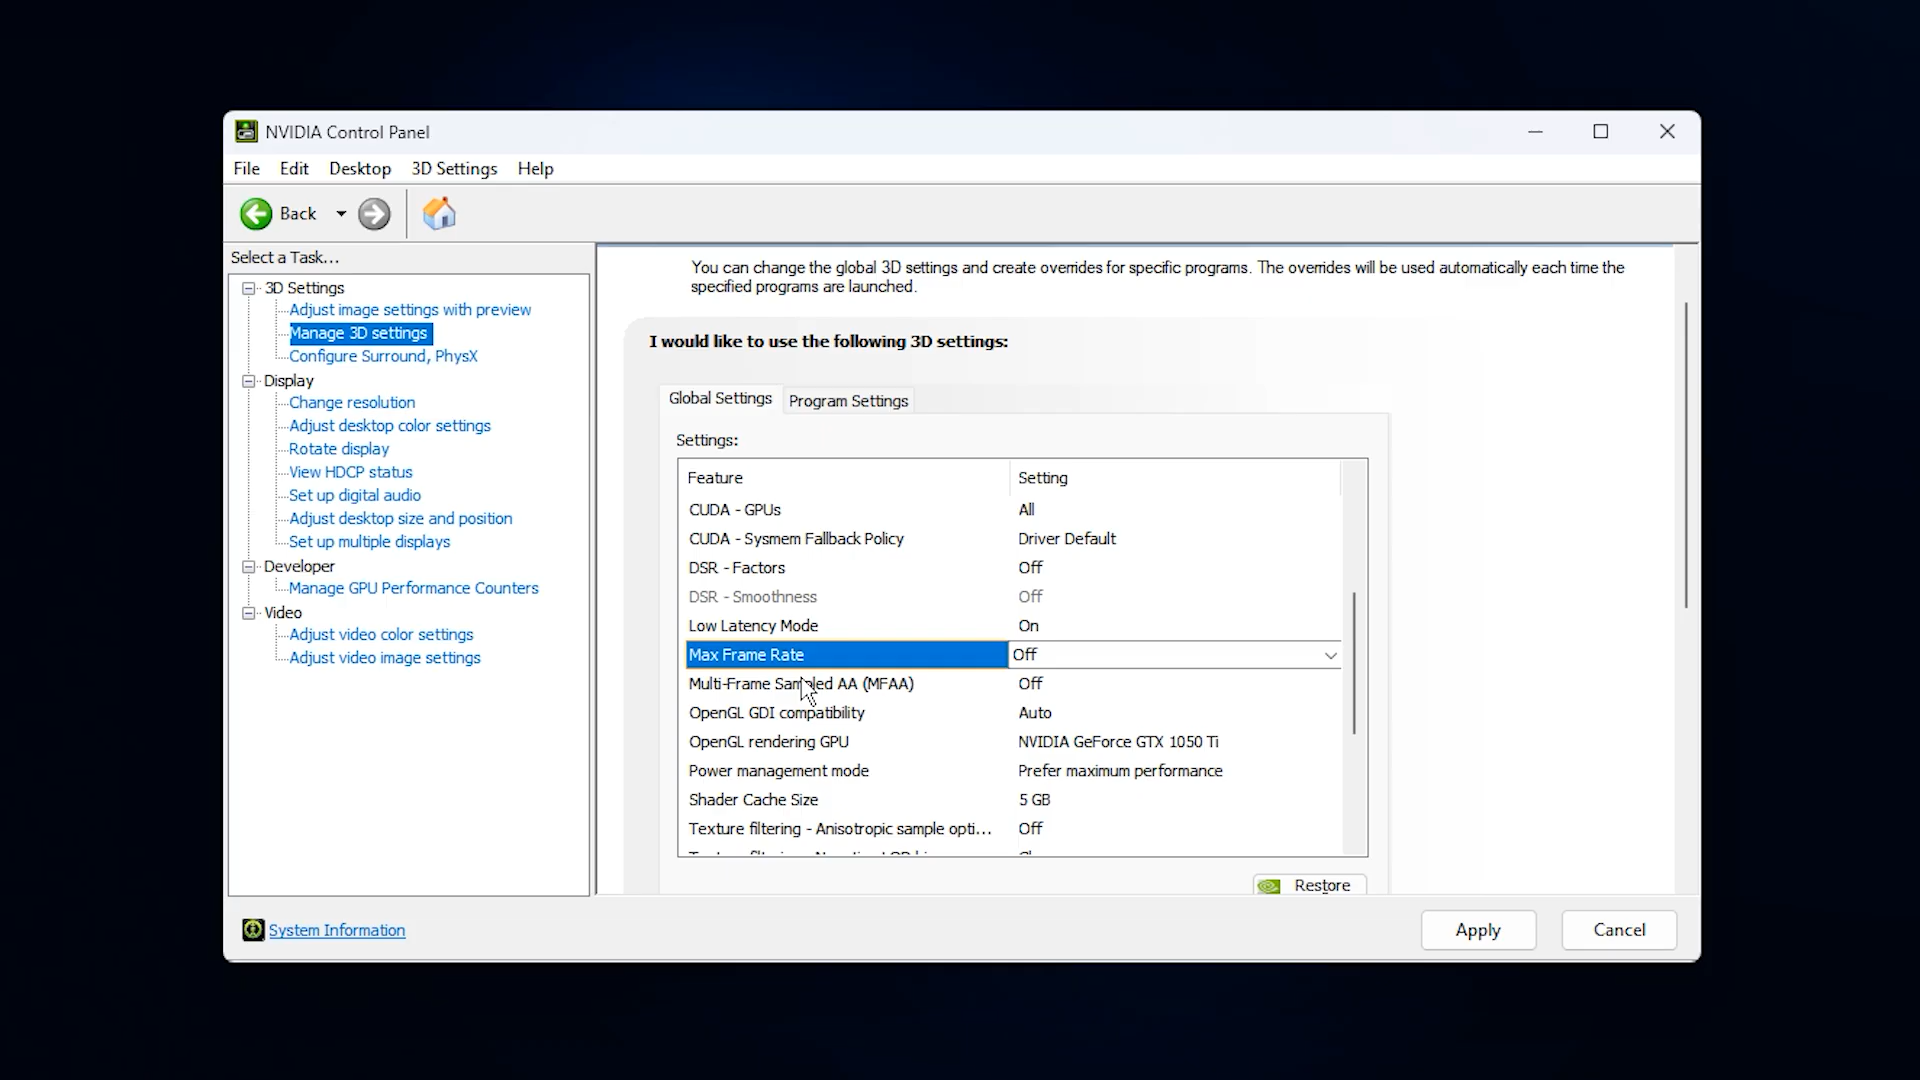 NVIDIA Control Panel
File Edit Desktop 3D Settings Help
Back
Select a Task...
3D Settings
Adjust image settings with preview
Manage 3D settings
Configure Surround, PhysX
Display
Change resolution
Adjust desktop color settings
Rotate display
View HDCP status
Set up digital audio
Adjust desktop size and position
Set up multiple displays
Developer
Manage GPU Performance Counters
Video
Adjust video color settings
Adjust video image settings
System Information
You can change the global 3D settings and create overrides for specific programs. The overrides will be used automatically each time the
specified programs are launched.
I would like to use the following 3D settings:
Global Settings Program Settings
Settings:
Feature Setting
CUDA - GPUs All
CUDA - Sysmem Fallback Policy Driver Default
DSR - Factors Off
DSR - Smoothness Off
Low Latency Mode On
Max Frame Rate Off
Multi-Frame Sampled AA (MFAA) Off
OpenGL GDI compatibility Auto
OpenGL rendering GPU NVIDIA GeForce GTX 1050 Ti
Power management mode Prefer maximum performance
Shader Cache Size 5 GB
Texture filtering - Anisotropic sample opti... Off
Restore
Apply Cancel